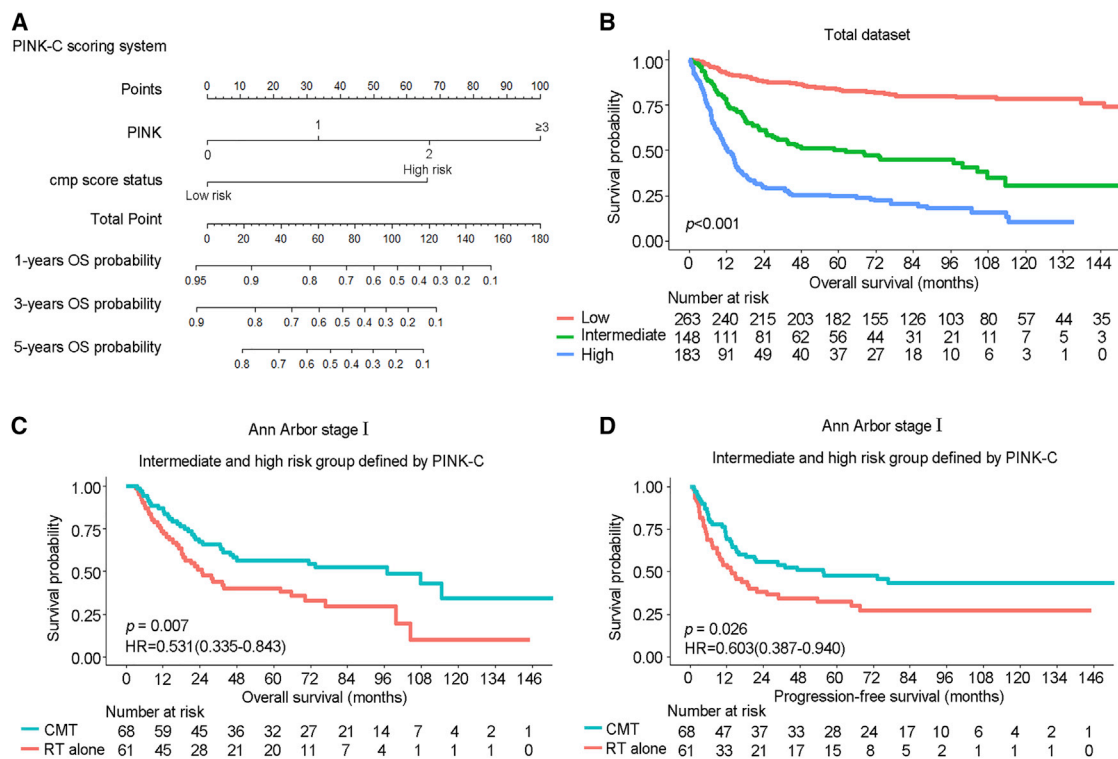 A
PINK-C scoring system
Points
0 10 20 30 40 50 60 70 80 90 100
PINK
0 1 2 ≥3
cmp score status
Low risk High risk
Total Point
0 20 40 60 80 100 120 140 160 180
1-years OS probability
0.95 0.9 0.8 0.7 0.6 0.5 0.4 0.3 0.2 0.1
3-years OS probability
0.9 0.8 0.7 0.6 0.5 0.4 0.3 0.2 0.1
5-years OS probability
0.8 0.7 0.6 0.5 0.4 0.3 0.2 0.1
B
Total dataset
Survival probability
1.00
0.75
0.50
0.25
0.00
p<0.001
0 12 24 36 48 60 72 84 96 108 120 132 144
Overall survival (months)
Number at risk
Low 263 240 215 203 182 155 126 103 80 57 44 35
Intermediate 148 111 81 62 56 44 31 21 11 7 5 3
High 183 91 49 40 37 27 18 10 6 3 1 0
C
Ann Arbor stage I
Intermediate and high risk group defined by PINK-C
Survival probability
1.00
0.75
0.50
0.25
0.00
p = 0.007
HR=0.531(0.335-0.843)
0 12 24 36 48 60 72 84 96 108 120 134 146
Overall survival (months)
Number at risk
CMT 68 59 45 36 32 27 21 14 7 4 2 1
RT alone 61 45 28 21 20 11 7 4 1 1 1 0
D
Ann Arbor stage I
Intermediate and high risk group defined by PINK-C
Survival probability
1.00
0.75
0.50
0.25
0.00
p = 0.026
HR=0.603(0.387-0.940)
0 12 24 36 48 60 72 84 96 108 120 134 146
Progression-free survival (months)
Number at risk
CMT 68 47 37 33 28 24 17 10 6 4 2 1
RT alone 61 33 21 17 15 8 5 2 1 1 1 0